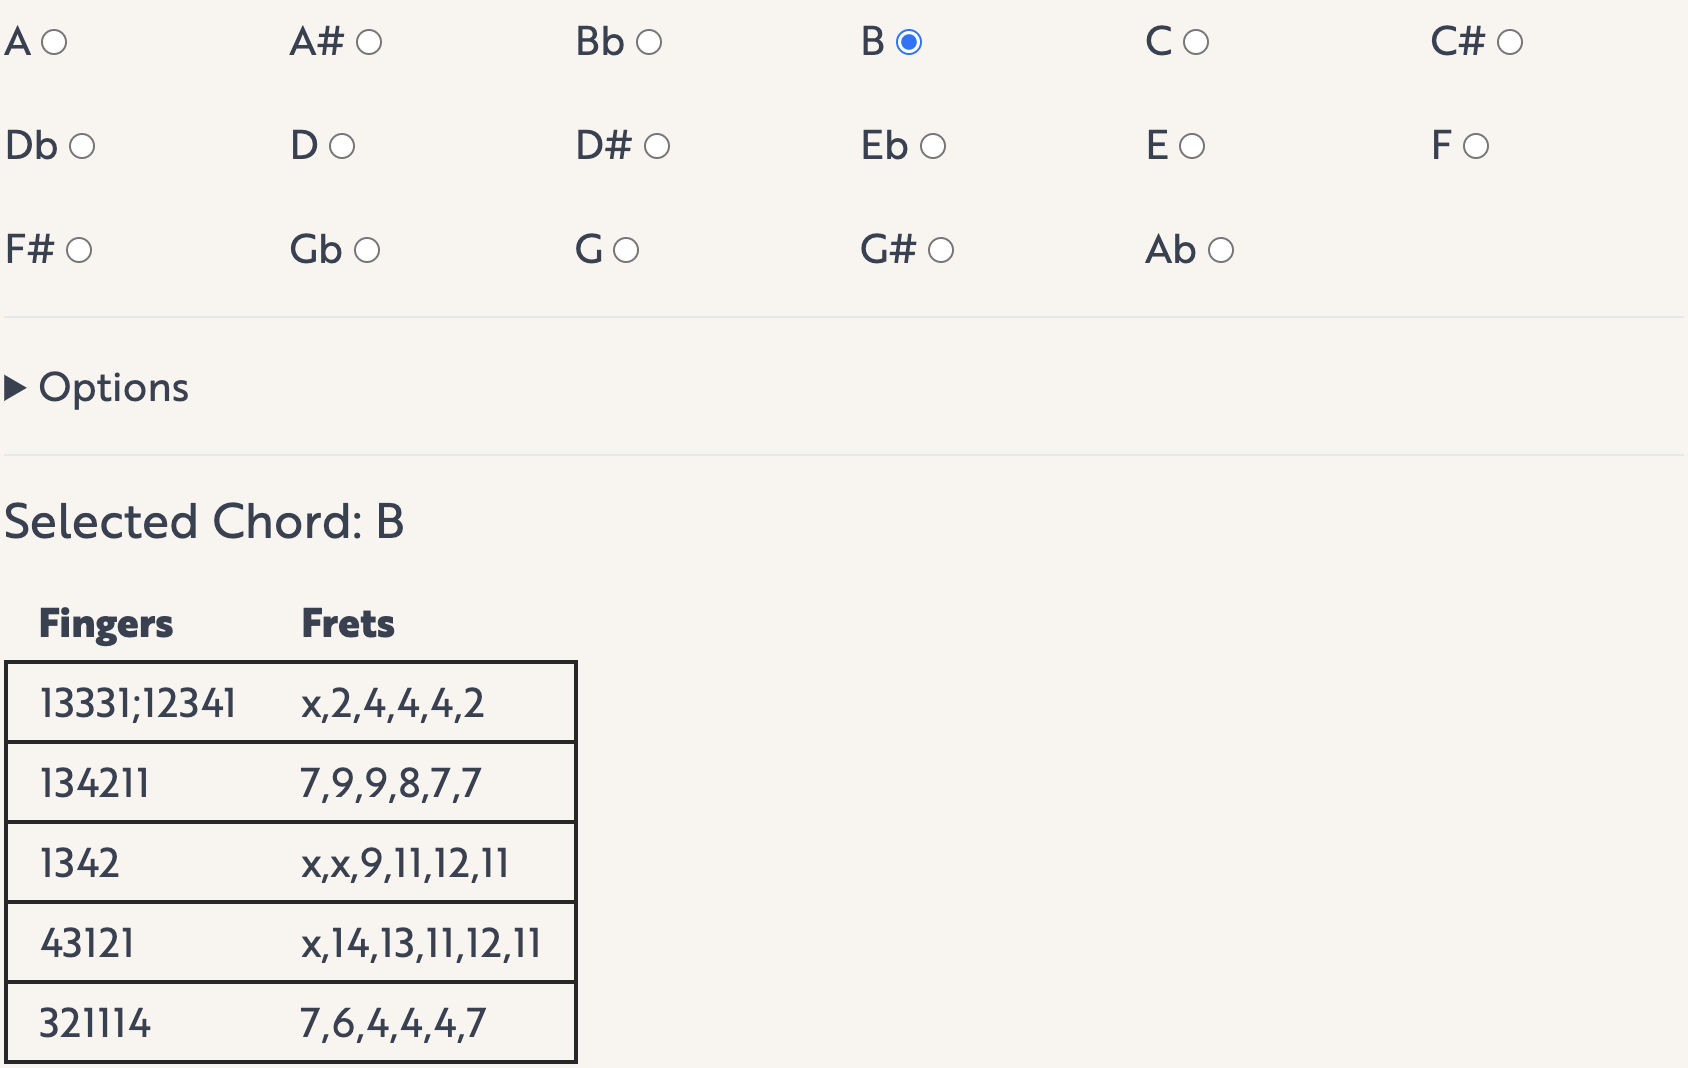 A A# Bb B C C#
Db D D# Eb E F
F# Gb G G# Ab
Options
Selected Chord: B
Fingers Frets
13331;12341 x,2,4,4,4,2
134211 7,9,9,8,7,7
1342 x,x,9,11,12,11
43121 x,14,13,11,12,11
321114 7,6,4,4,4,7